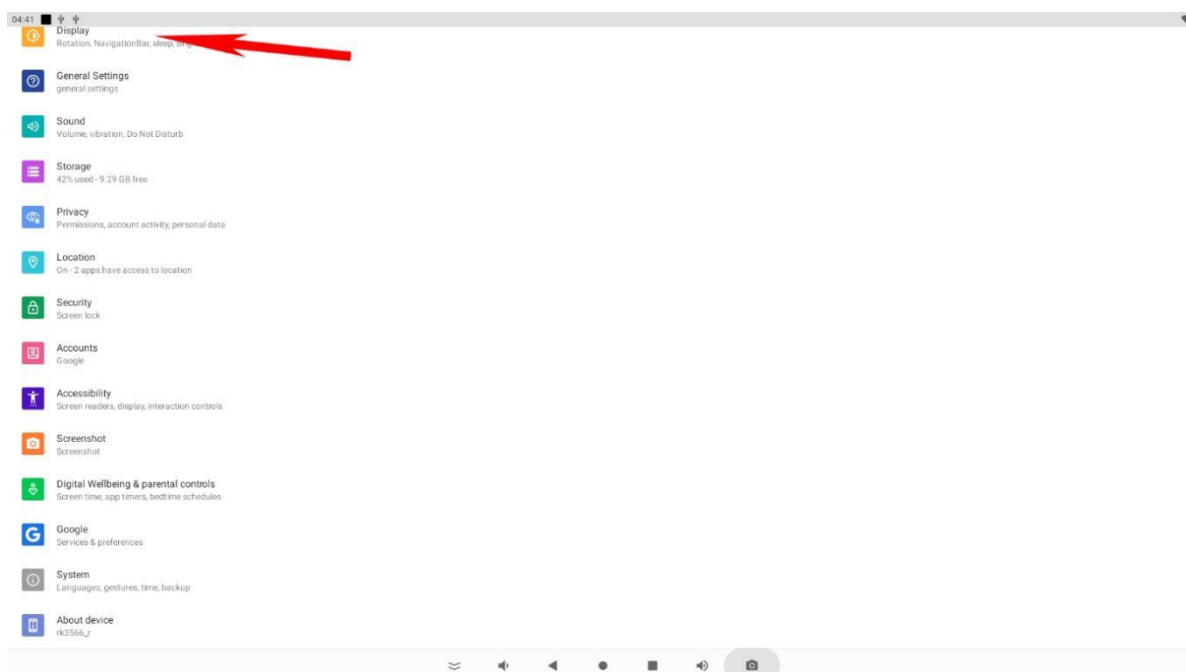 04:41
Display
Rotation, NavigationBar, sleep,
General Settings
general settings
Sound
Volume, vibration, Do Not Disturb
Storage
42% used - 9.29 GB free
Privacy
Permissions, account activity, personal data
Location
On - 2 apps have access to location
Security
Screen lock
Accounts
Google
Accessibility
Screen readers, display, interaction controls
Screenshot
Screenshot
Digital Wellbeing & parental controls
Screen time, app timers, bedtime schedules
Google
Services & preferences
System
Languages, gestures, time, backup
About device
rk3566_r